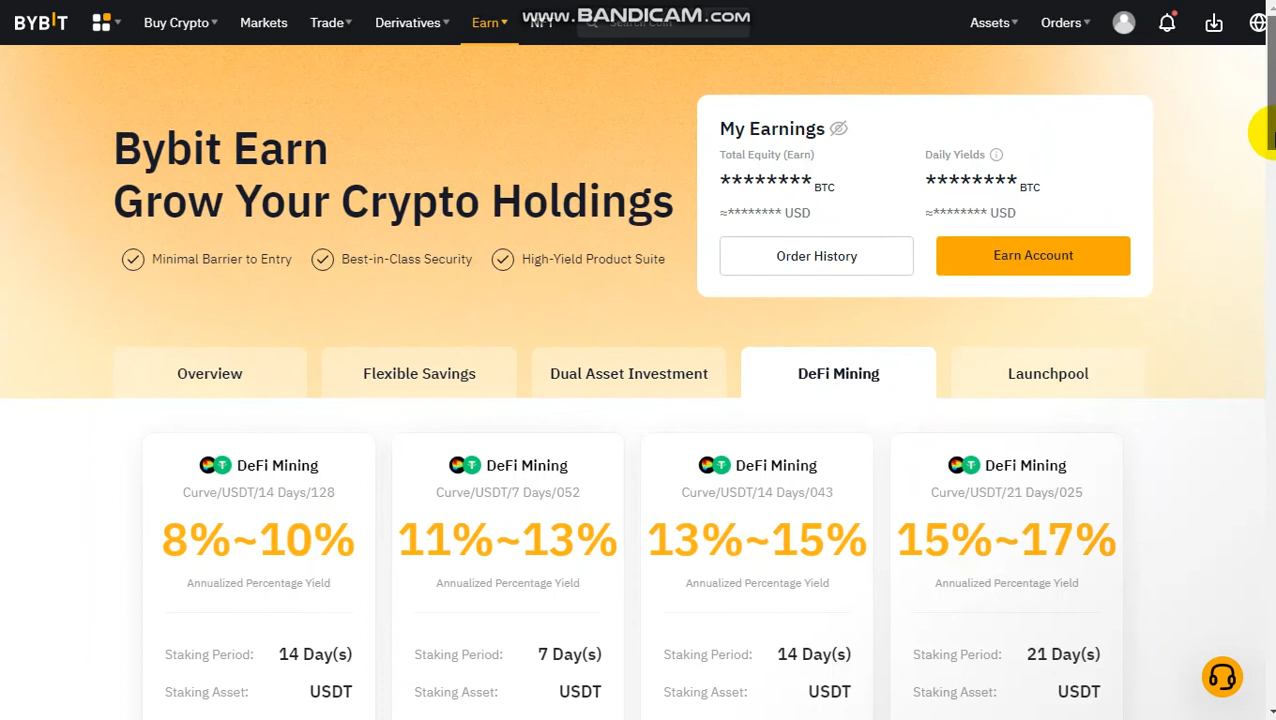 BYBIT Buy Crypto Markets Trade Derivatives Earn NFT Search Coin Assets Orders
www.BANDICAM.com
Bybit Earn
Grow Your Crypto Holdings
Minimal Barrier to Entry Best-in-Class Security High-Yield Product Suite
My Earnings
Total Equity (Earn) Daily Yields
******** BTC ******** BTC
≈******** USD ≈******** USD
Order History Earn Account
Overview Flexible Savings Dual Asset Investment DeFi Mining Launchpool
DeFi Mining DeFi Mining DeFi Mining DeFi Mining
Curve/USDT/14 Days/128 Curve/USDT/7 Days/052 Curve/USDT/14 Days/043 Curve/USDT/21 Days/025
8%~10% 11%~13% 13%~15% 15%~17%
Annualized Percentage Yield Annualized Percentage Yield Annualized Percentage Yield Annualized Percentage Yield
Staking Period: 14 Day(s) Staking Period: 7 Day(s) Staking Period: 14 Day(s) Staking Period: 21 Day(s)
Staking Asset: USDT Staking Asset: USDT Staking Asset: USDT Staking Asset: USDT